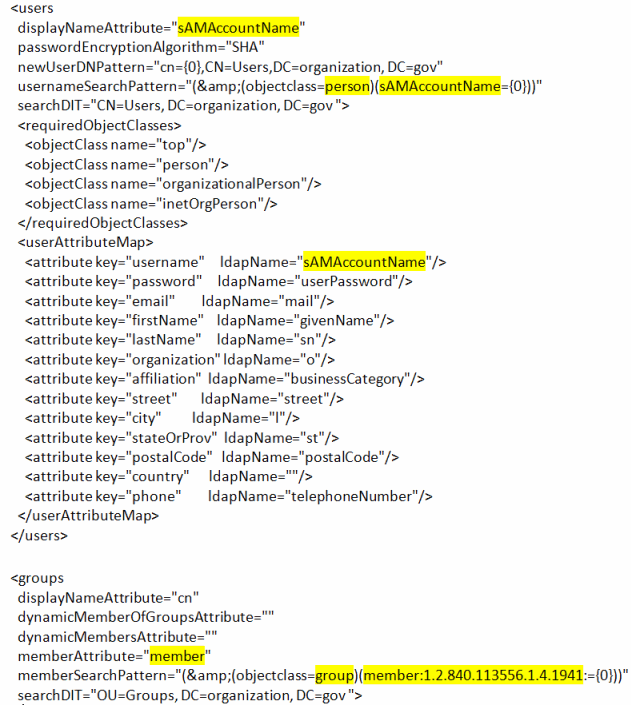 <users
displayNameAttribute="sAMAccountName"
passwordEncryptionAlgorithm="SHA"
newUserDNPattern="cn={0},CN=Users,DC=organization, DC=gov"
usernameSearchPattern="(&amp;(objectclass=person)(sAMAccountName={0}))"
searchDIT="CN=Users, DC=organization, DC=gov ">
<requiredObjectClasses>
<objectClass name="top"/>
<objectClass name="person"/>
<objectClass name="organizationalPerson"/>
<objectClass name="inetOrgPerson"/>
</requiredObjectClasses>
<userAttributeMap>
<attribute key="username" ldapName="sAMAccountName"/>
<attribute key="password" ldapName="userPassword"/>
<attribute key="email" ldapName="mail"/>
<attribute key="firstName" ldapName="givenName"/>
<attribute key="lastName" ldapName="sn"/>
<attribute key="organization" ldapName="o"/>
<attribute key="affiliation" ldapName="businessCategory"/>
<attribute key="street" ldapName="street"/>
<attribute key="city" ldapName="l"/>
<attribute key="stateOrProv" ldapName="st"/>
<attribute key="postalCode" ldapName="postalCode"/>
<attribute key="country" ldapName=""/>
<attribute key="phone" ldapName="telephoneNumber"/>
</userAttributeMap>
</users>
<groups
displayNameAttribute="cn"
dynamicMemberOfGroupsAttribute=""
dynamicMembersAttribute=""
memberAttribute="member"
memberSearchPattern="(&amp;(objectclass=group)(member:1.2.840.113556.1.4.1941:={0}))"
searchDIT="OU=Groups, DC=organization, DC=gov ">